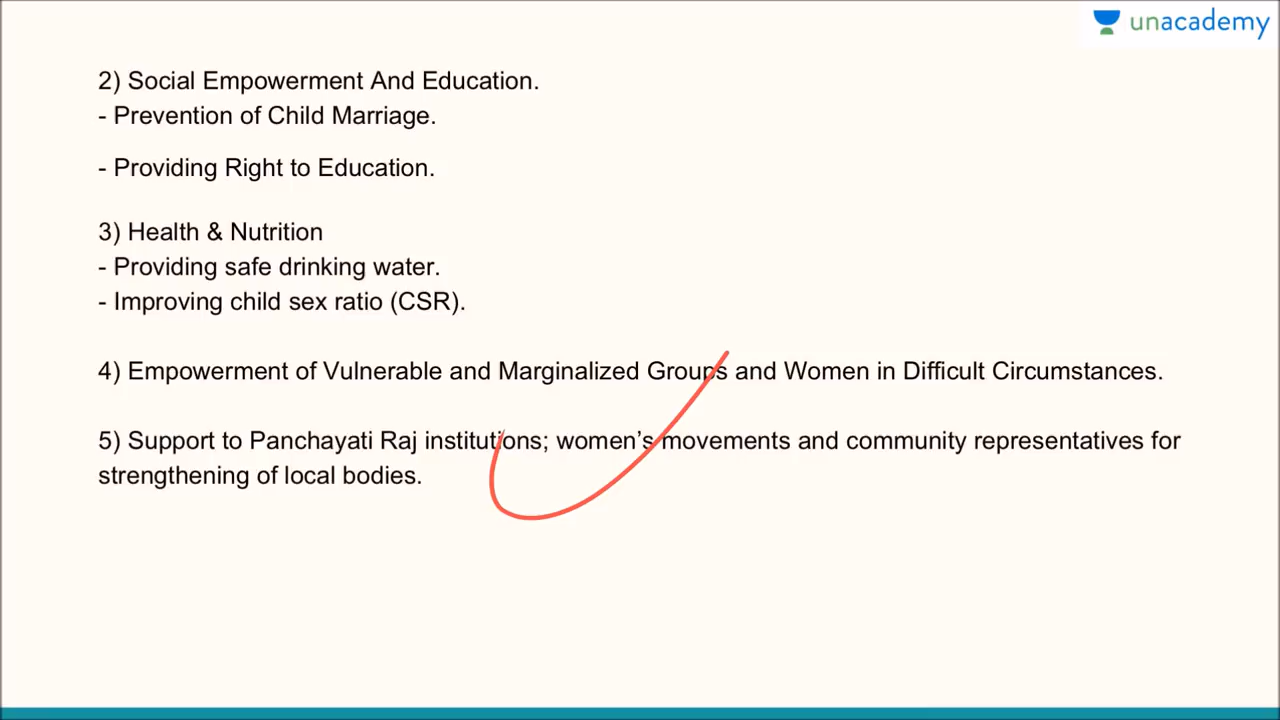 unacademy
2) Social Empowerment And Education.
- Prevention of Child Marriage.
- Providing Right to Education.
3) Health & Nutrition
- Providing safe drinking water.
- Improving child sex ratio (CSR).
4) Empowerment of Vulnerable and Marginalized Groups and Women in Difficult Circumstances.
5) Support to Panchayati Raj institutions; women’s movements and community representatives for
strengthening of local bodies.